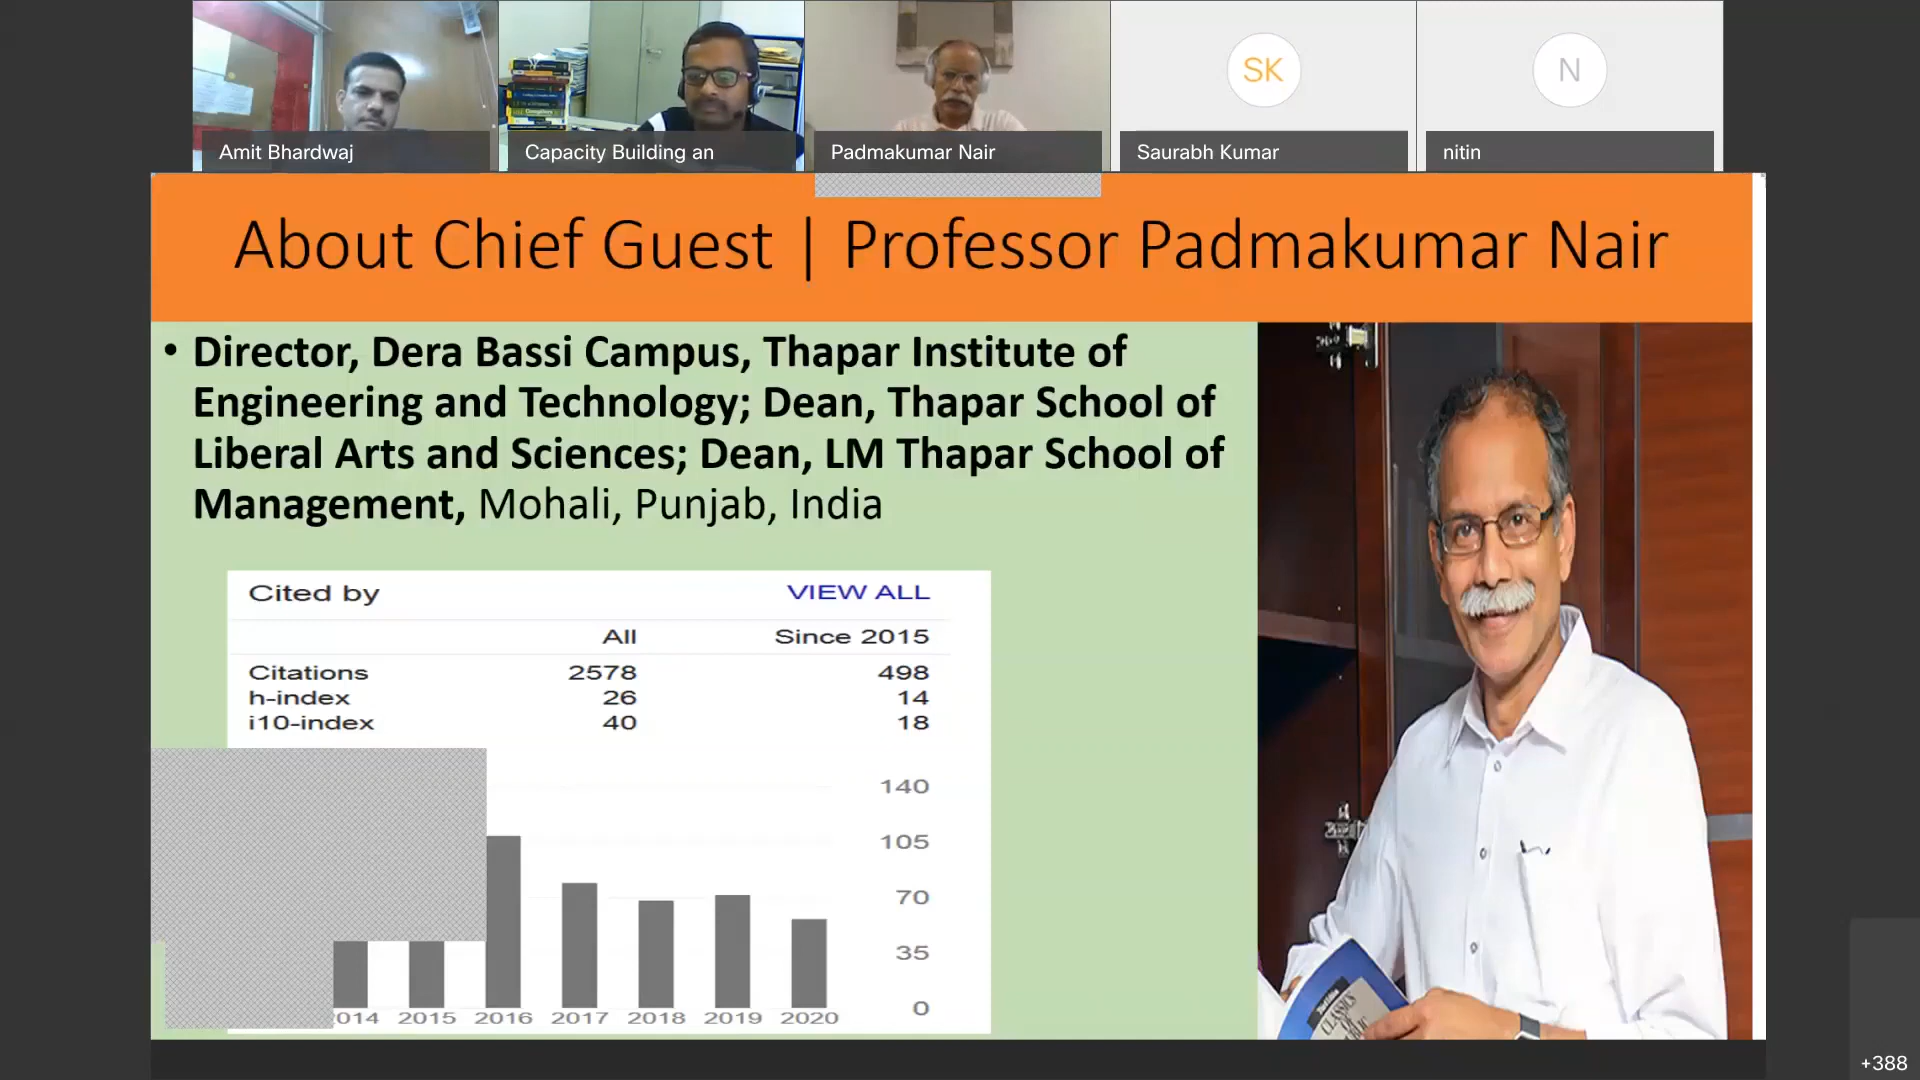 Amit Bhardwaj
Capacity Building an
Padmakumar Nair
SK
Saurabh Kumar
N
nitin
About Chief Guest | Professor Padmakumar Nair
• Director, Dera Bassi Campus, Thapar Institute of
Engineering and Technology; Dean, Thapar School of
Liberal Arts and Sciences; Dean, LM Thapar School of
Management, Mohali, Punjab, India
Cited by VIEW ALL
All Since 2015
Citations 2578 498
h-index 26 14
i10-index 40 18
140
105
70
35
0
014 2015 2016 2017 2018 2019 2020
CLASSICS
OF
+388